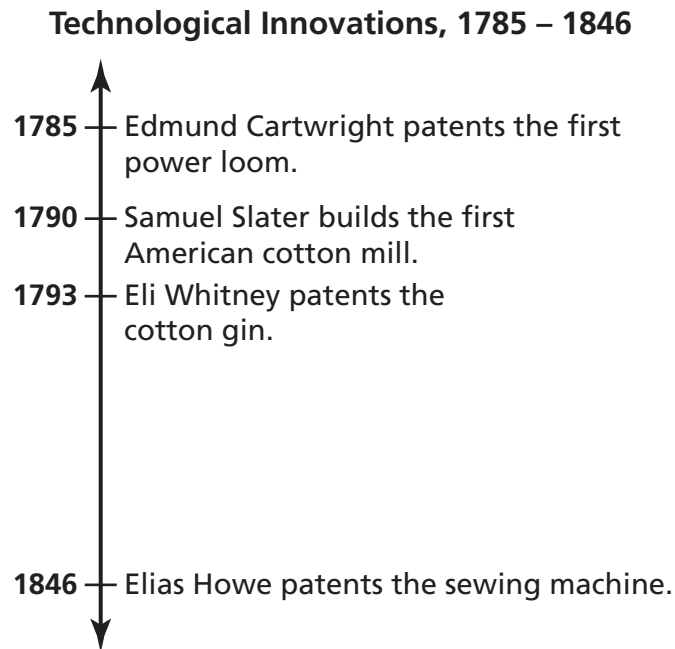 Technological Innovations, 1785 – 1846
1785 Edmund Cartwright patents the first
power loom.
1790 Samuel Slater builds the first
American cotton mill.
1793 Eli Whitney patents the
cotton gin.
1846 Elias Howe patents the sewing machine.